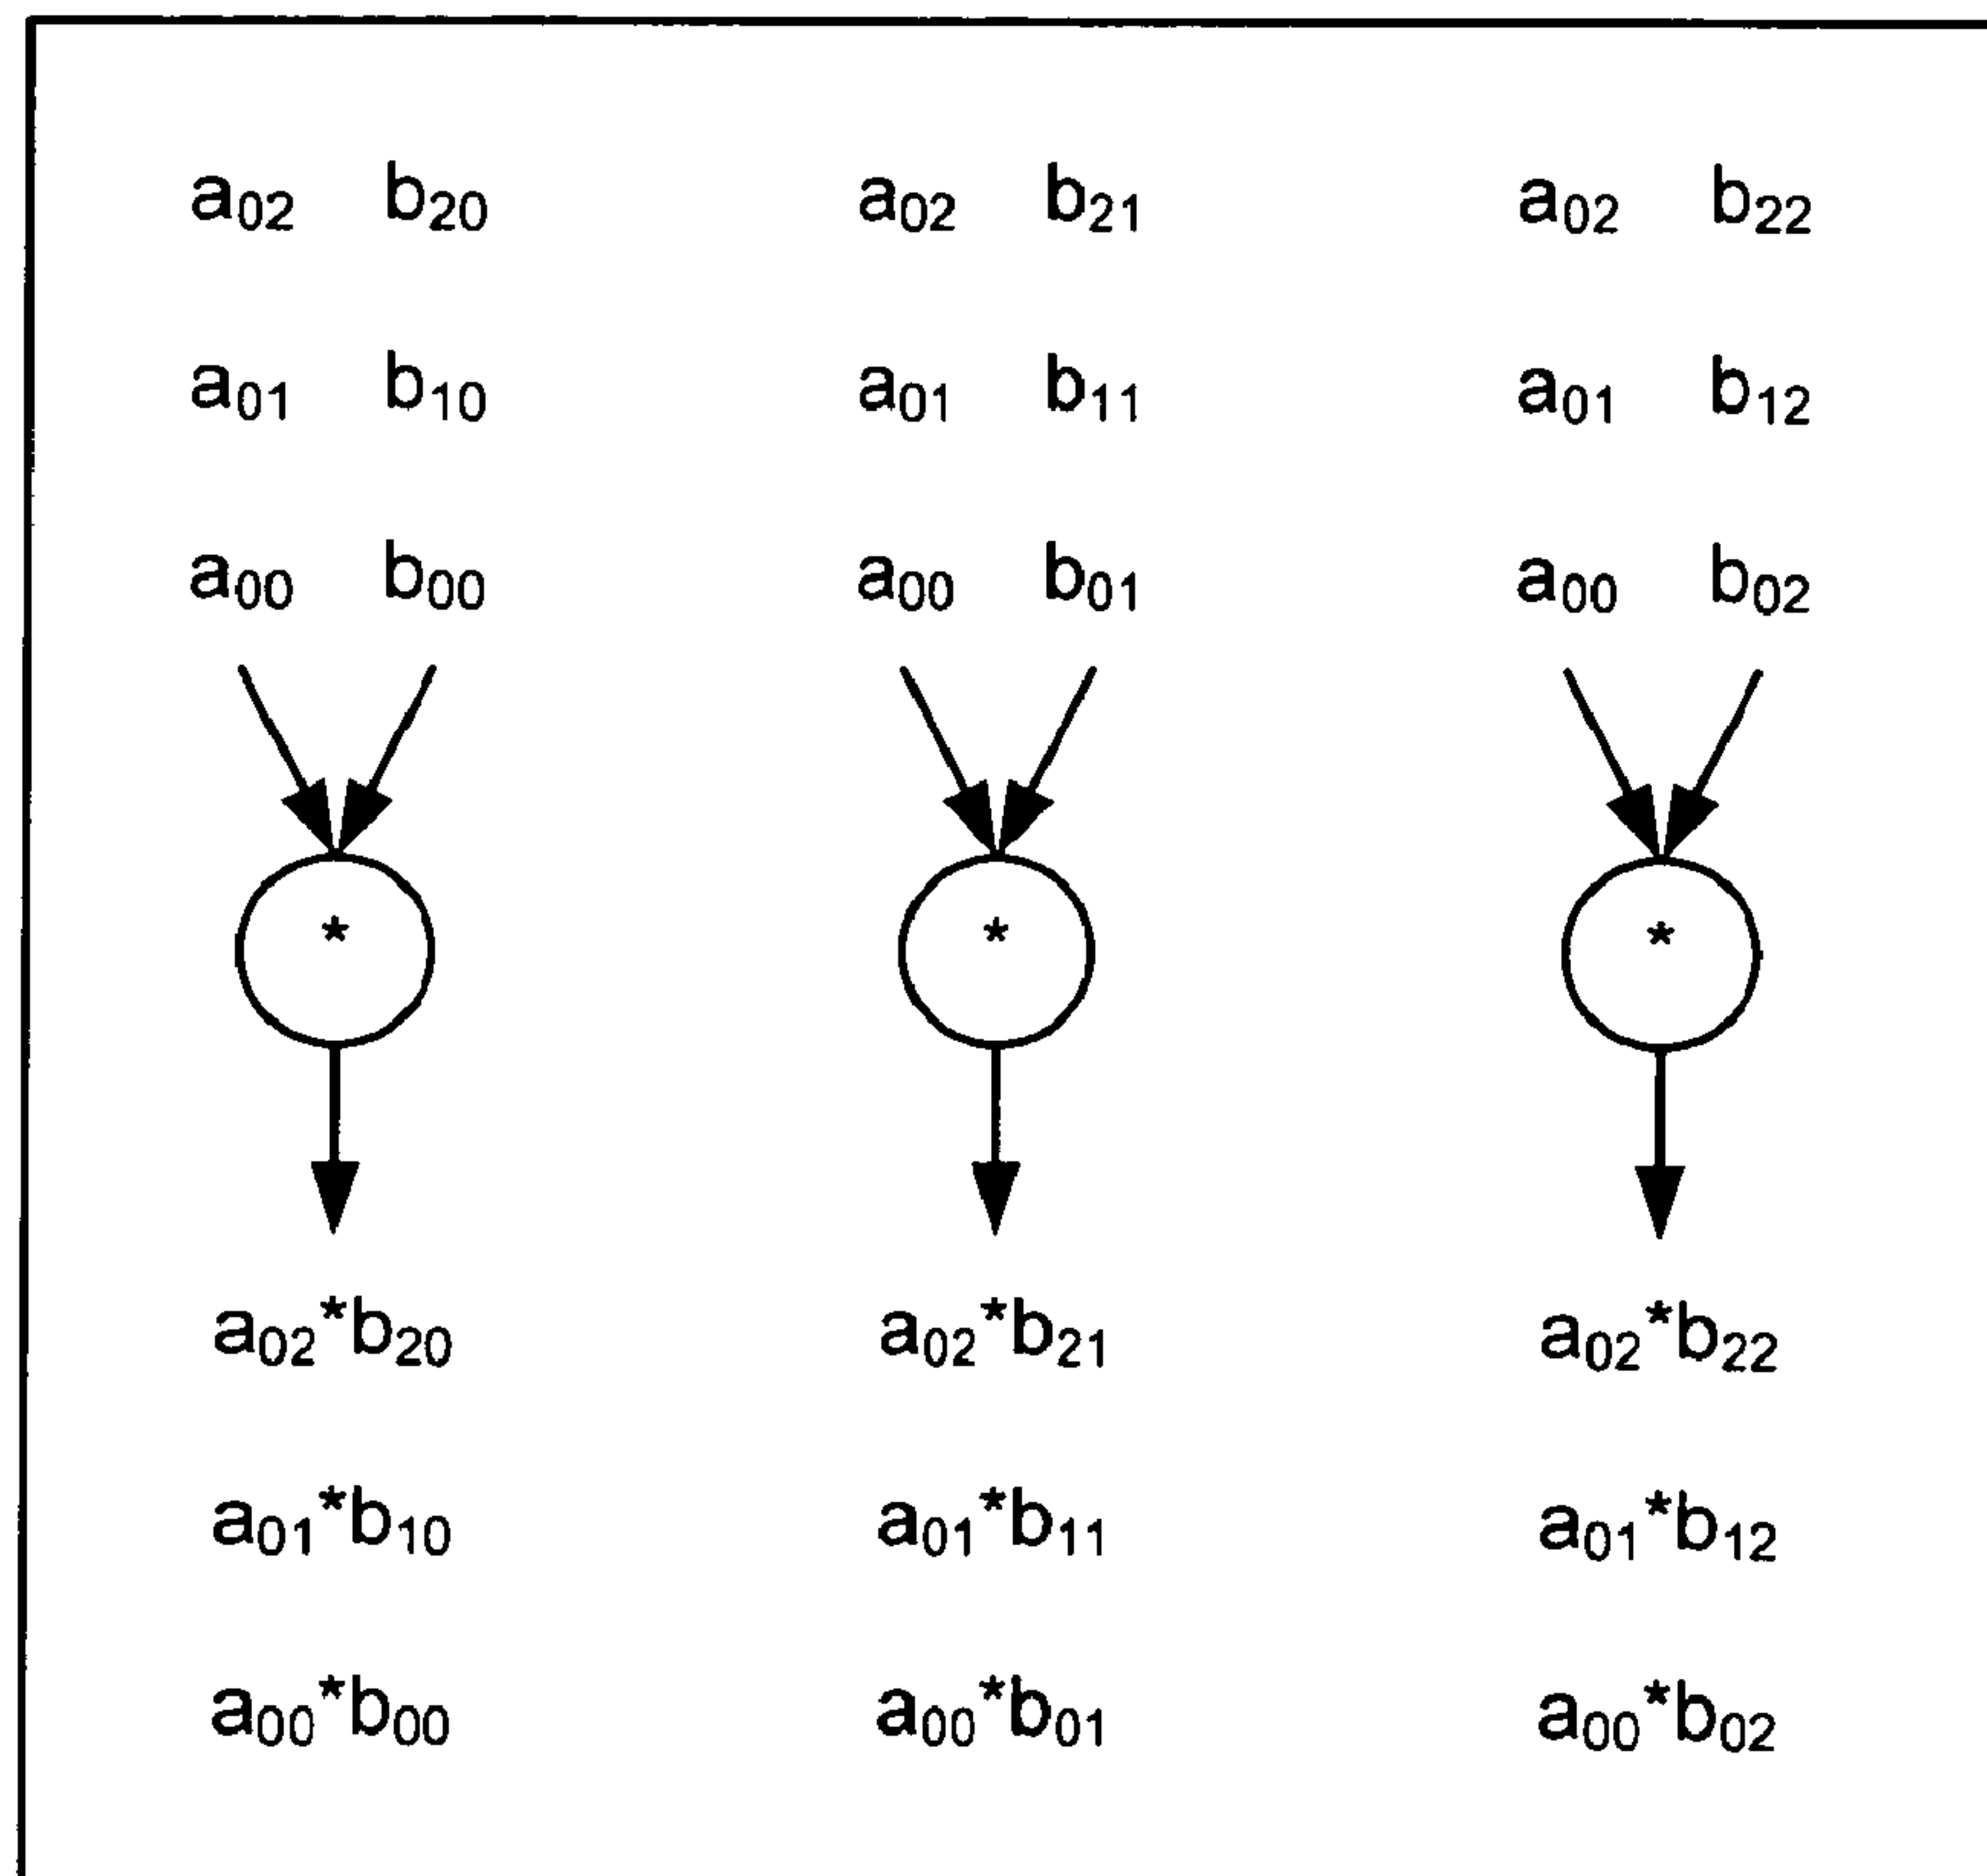 a₀₂ b₂₀ a₀₂ b₂₁ a₀₂ b₂₂
a₀₁ b₁₀ a₀₁ b₁₁ a₀₁ b₁₂
a₀₀ b₀₀ a₀₀ b₀₁ a₀₀ b₀₂
* * *
a₀₂*b₂₀ a₀₂*b₂₁ a₀₂*b₂₂
a₀₁*b₁₀ a₀₁*b₁₁ a₀₁*b₁₂
a₀₀*b₀₀ a₀₀*b₀₁ a₀₀*b₀₂